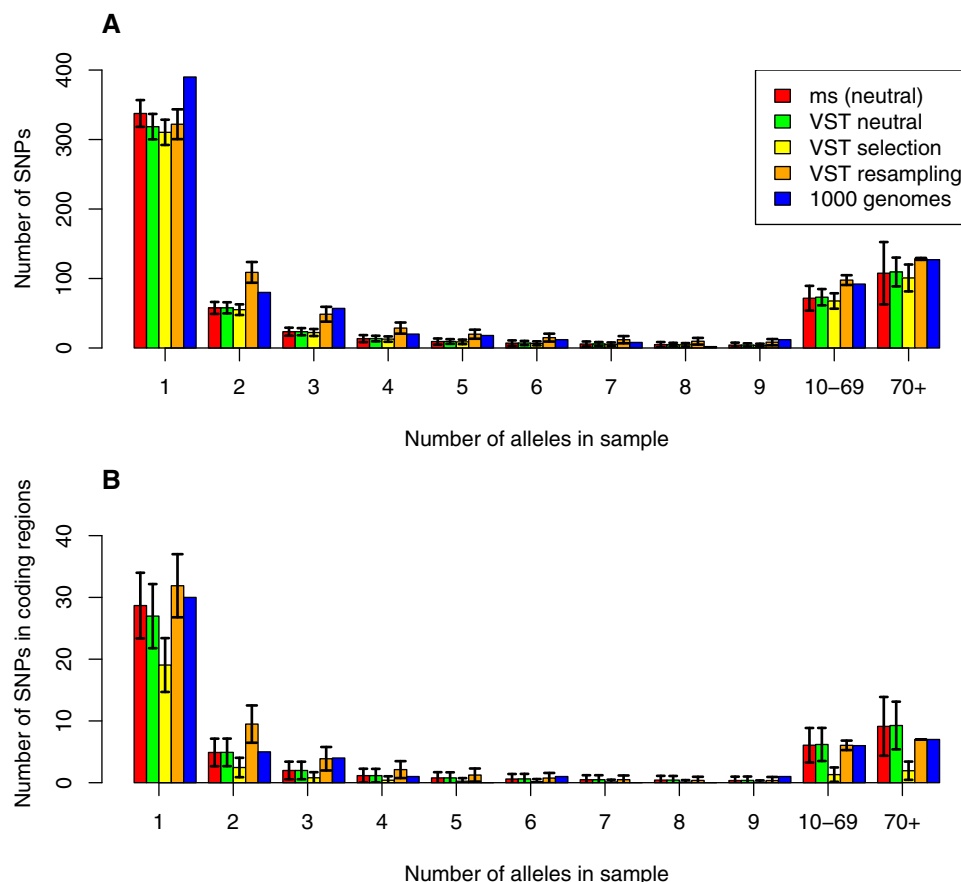 A
Number of SNPs
0
100
200
300
400
ms (neutral)
VST neutral
VST selection
VST resampling
1000 genomes
1 2 3 4 5 6 7 8 9 10−69 70+
Number of alleles in sample
B
Number of SNPs in coding regions
0
10
20
30
40
1 2 3 4 5 6 7 8 9 10−69 70+
Number of alleles in sample